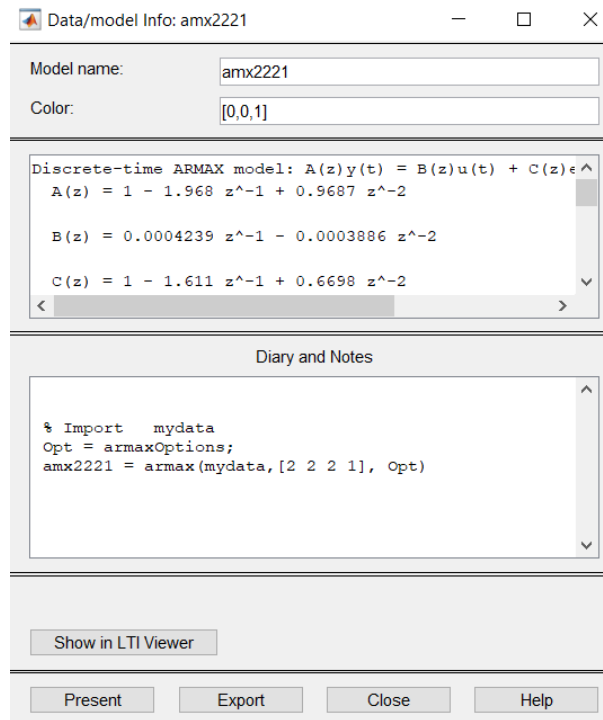 Data/model Info: amx2221
Model name:
amx2221
Color:
[0,0,1]
Discrete-time ARMAX model: A(z)y(t) = B(z)u(t) + C(z)e
A(z) = 1 - 1.968 z^-1 + 0.9687 z^-2
B(z) = 0.0004239 z^-1 - 0.0003886 z^-2
C(z) = 1 - 1.611 z^-1 + 0.6698 z^-2
Diary and Notes
% Import   mydata
Opt = armaxOptions;
amx2221 = armax(mydata,[2 2 2 1], Opt)
Show in LTI Viewer
Present Export Close Help